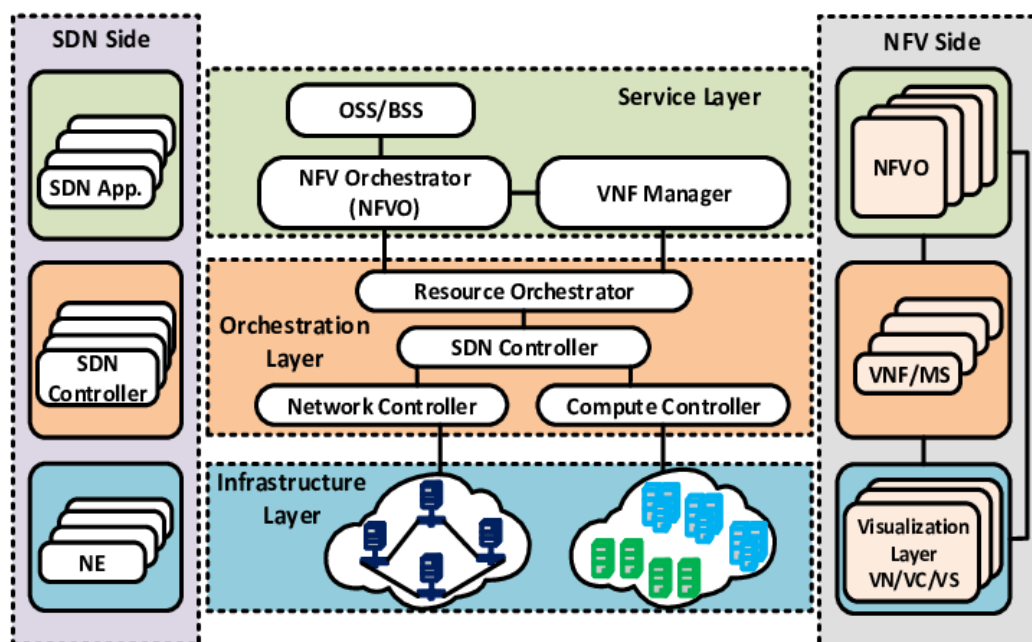 SDN Side
SDN App.
SDN
Controller
NE
Service Layer
OSS/BSS
NFV Orchestrator
(NFVO)
VNF Manager
Orchestration
Layer
Resource Orchestrator
SDN Controller
Network Controller
Compute Controller
Infrastructure
Layer
NFV Side
NFVO
VNF/MS
Visualization
Layer
VN/VC/VS